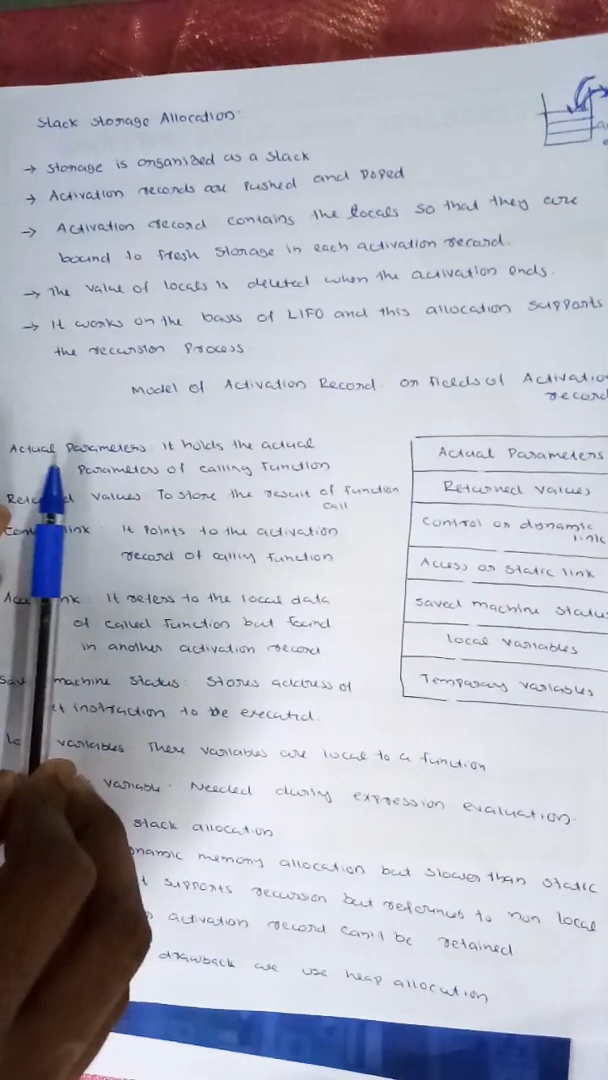 Stack Storage Allocation:
→ Storage is organized as a stack
→ Activation records are pushed and poped
→ Activation record contains the locals so that they are
bound to fresh storage in each activation record.
→ The value of locals is deleted when the activation ends.
→ It works on the basis of LIFO and this allocation supports
the recursion process.
Model of Activation Record or fields of Activation
record
Actual Parameters: It holds the actual
Parameters of calling function
values: To store the result of function
call
link: It points to the activation
record of calling function
It refers to the local data
of called function but found
in another activation record
machine status: Stores address of
instruction to be executed.
variables These variables are local to a function
variable: Needed during expression evaluation.
stack allocation
memory allocation but slower than static
supports recursion but references to non local
activation record can't be retained
drawback we use heap allocation
Actual Parameters
Returned values
Control or dynamic
link
Access or static link
Saved machine status
local variables
Temparary variables